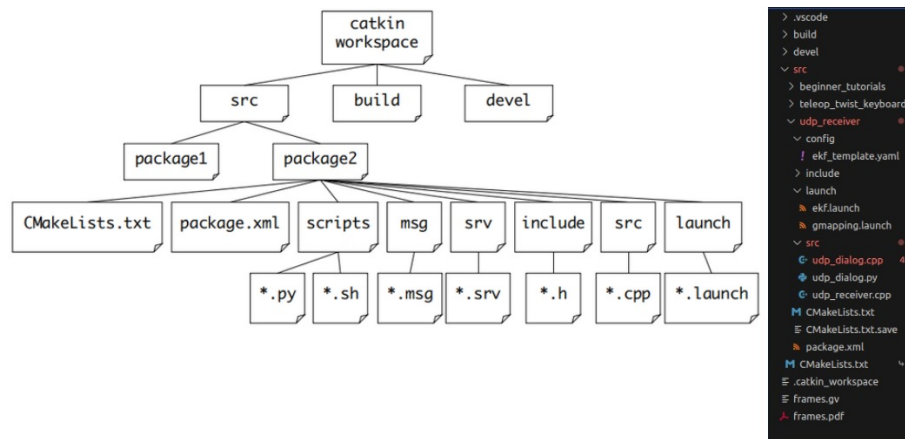 catkin
workspace
src
build
devel
package1
package2
CMakeLists.txt
package.xml
scripts
msg
srv
include
src
launch
*.py
*.sh
*.msg
*.srv
*.h
*.cpp
*.launch
> .vscode
> build
> devel
src
> beginner_tutorials
> teleop_twist_keyboard
udp_receiver
config
! ekf_template.yaml
> include
launch
ekf.launch
gmapping.launch
src
udp_dialog.cpp 4
udp_dialog.py
udp_receiver.cpp
CMakeLists.txt
CMakeLists.txt.save
package.xml
CMakeLists.txt
.catkin_workspace
frames.gv
frames.pdf